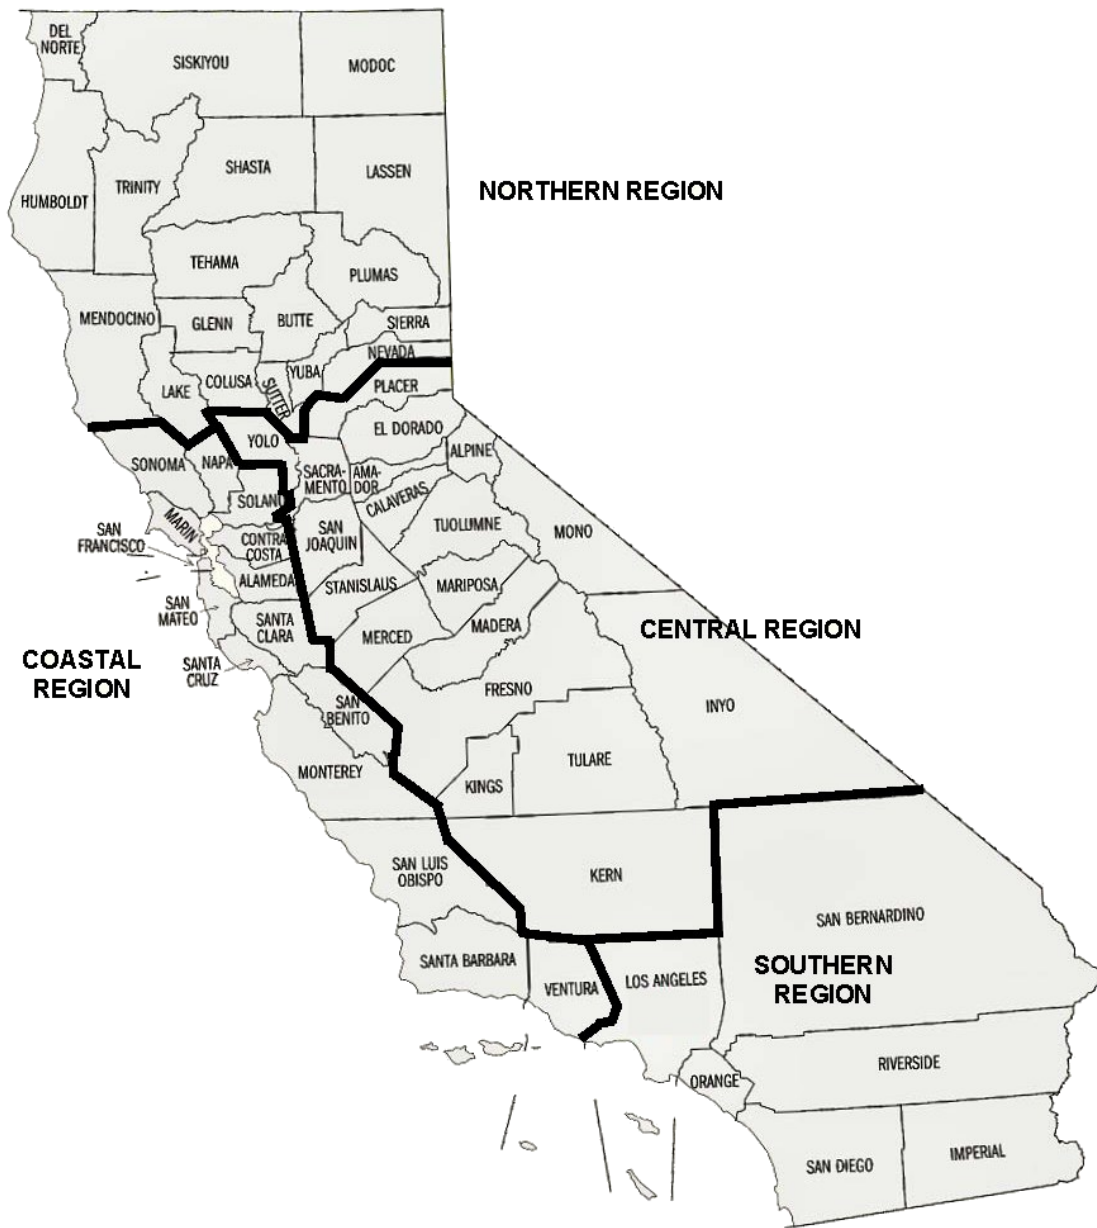 DEL
NORTE
SISKIYOU
MODOC
HUMBOLDT
TRINITY
SHASTA
LASSEN
NORTHERN REGION
TEHAMA
PLUMAS
MENDOCINO
GLENN
BUTTE
SIERRA
NEVADA
LAKE
COLUSA
SUTTER
YUBA
PLACER
SONOMA
NAPA
YOLO
EL DORADO
ALPINE
SACRA-
MENTO
AMA-
DOR
SOLANO
CALAVERAS
MARIN
SAN
FRANCISCO
CONTRA
COSTA
SAN
JOAQUIN
TUOLUMNE
MONO
ALAMEDA
STANISLAUS
MARIPOSA
SAN
MATEO
SANTA
CLARA
MERCED
MADERA
CENTRAL REGION
COASTAL
REGION
SANTA
CRUZ
SAN
BENITO
FRESNO
INYO
MONTEREY
KINGS
TULARE
SAN LUIS
OBISPO
KERN
SAN BERNARDINO
SANTA BARBARA
VENTURA
LOS ANGELES
SOUTHERN
REGION
ORANGE
RIVERSIDE
SAN DIEGO
IMPERIAL